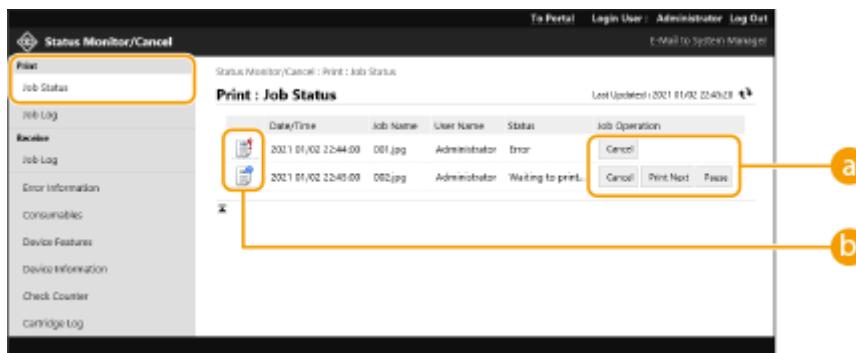 To Portal Login User : Administrator Log Out
Status Monitor/Cancel E-Mail to System Manager
Print
Job Status
Job Log
Receive
Job Log
Error Information
Consumables
Device Features
Device Information
Check Counter
Cartridge Log
Status Monitor/Cancel : Print : Job Status
Print : Job Status Last Updated : 2021 01/02 22:45:28
Date/Time Job Name User Name Status Job Operation
2021 01/02 22:44:00 001.jpg Administrator Error Cancel
2021 01/02 22:45:00 002.jpg Administrator Waiting to print... Cancel Print Next Pause
a
b